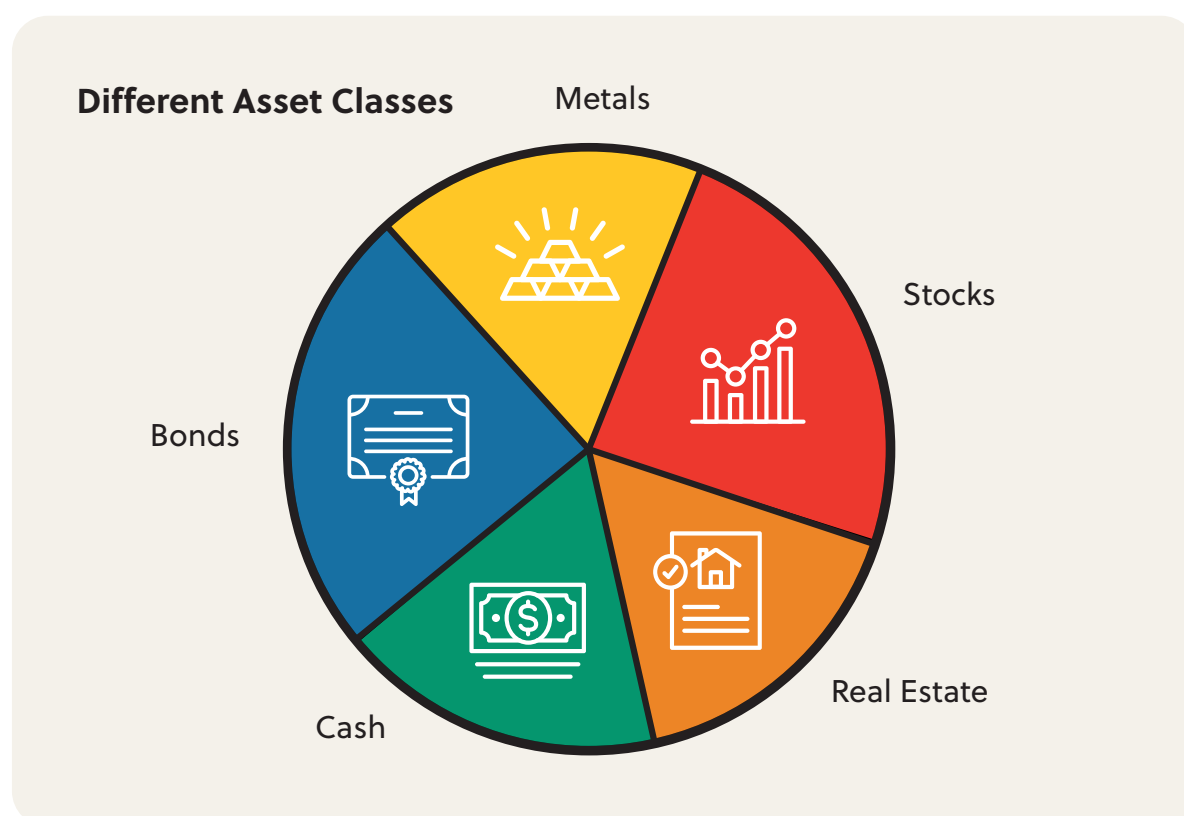 Different Asset Classes
Metals
Stocks
Bonds
$
Real Estate
Cash